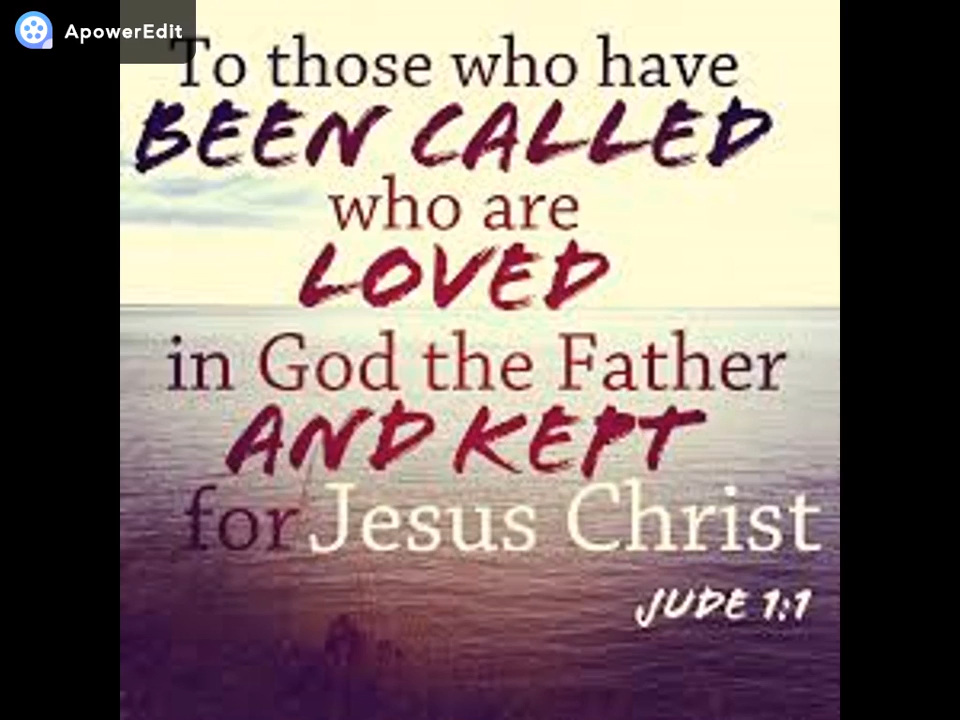 ApowerEdit
To those who have
BEEN CALLED
who are
LOVED
in God the Father
AND KEPT
for Jesus Christ
JUDE 1:1